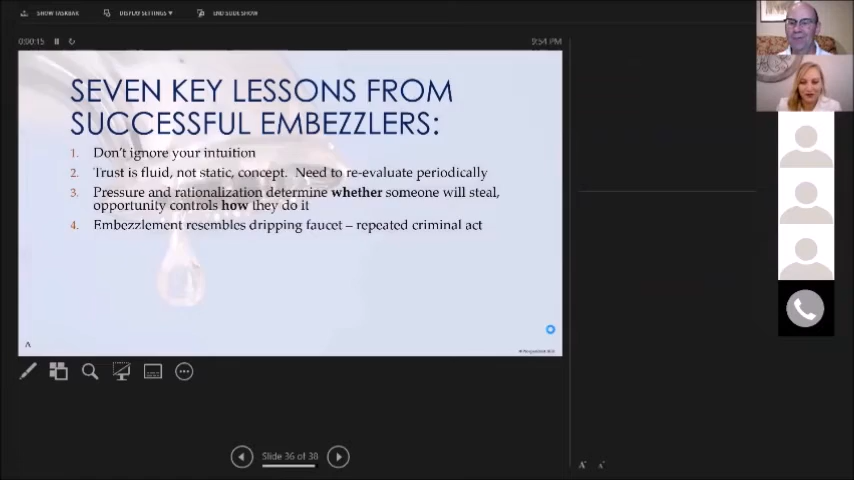 SHOW TASKBAR
DISPLAY SETTINGS ▼
END SLIDE SHOW
0:00:15
9:54 PM
SEVEN KEY LESSONS FROM
SUCCESSFUL EMBEZZLERS:
1. Don't ignore your intuition
2. Trust is fluid, not static, concept. Need to re-evaluate periodically
3. Pressure and rationalization determine whether someone will steal,
opportunity controls how they do it
4. Embezzlement resembles dripping faucet – repeated criminal act
Slide 36 of 38
A A